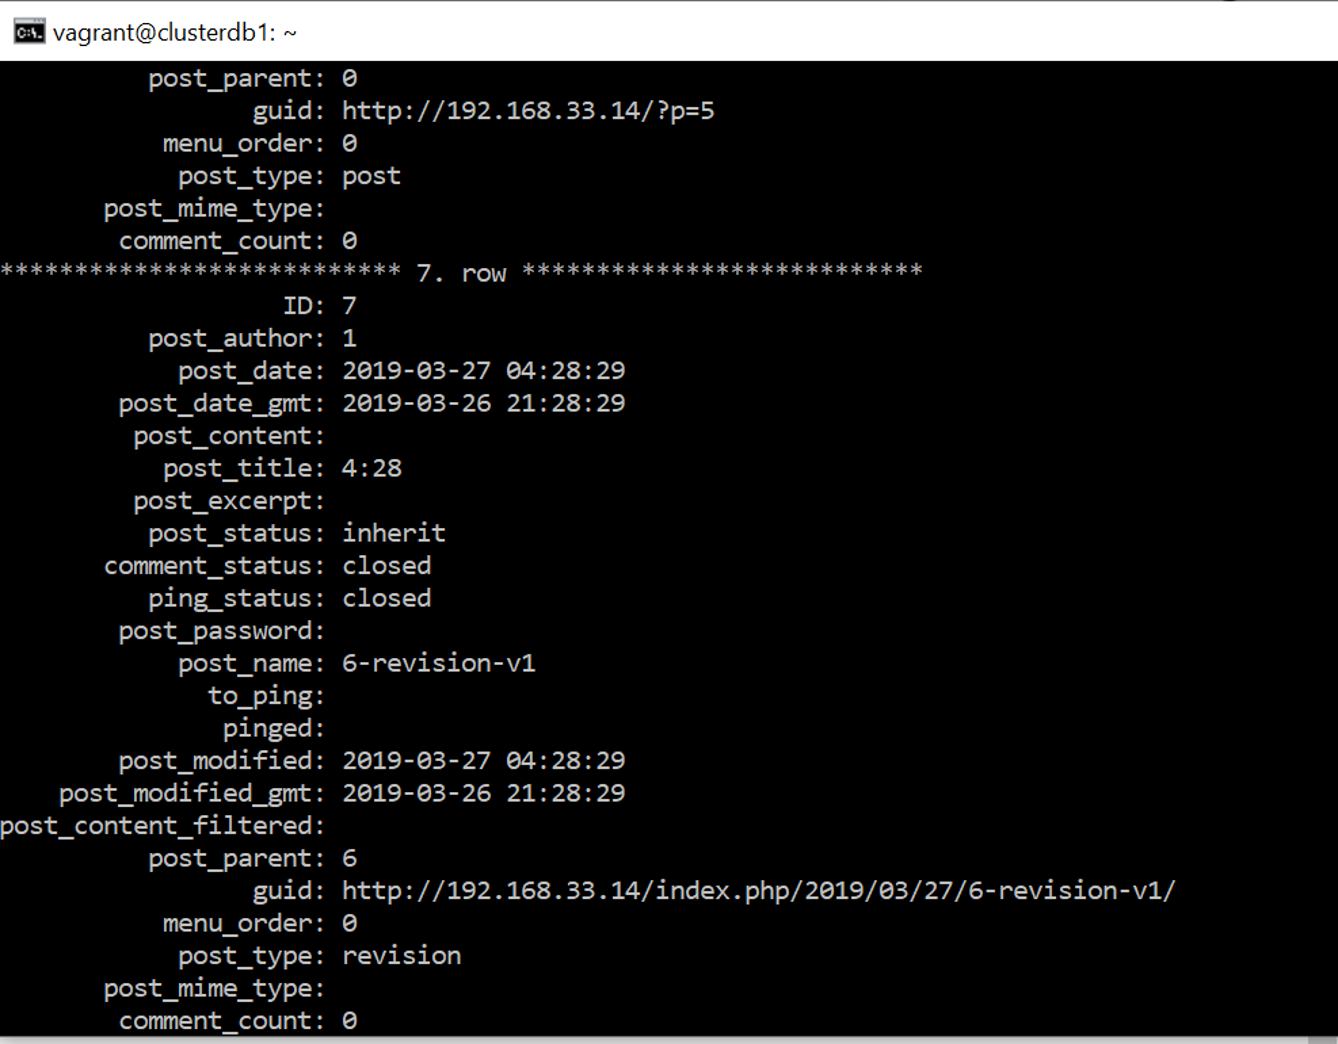 vagrant@clusterdb1: ~
post_parent: 0
guid: http://192.168.33.14/?p=5
menu_order: 0
post_type: post
post_mime_type:
comment_count: 0
*************************** 7. row ***************************
ID: 7
post_author: 1
post_date: 2019-03-27 04:28:29
post_date_gmt: 2019-03-26 21:28:29
post_content:
post_title: 4:28
post_excerpt:
post_status: inherit
comment_status: closed
ping_status: closed
post_password:
post_name: 6-revision-v1
to_ping:
pinged:
post_modified: 2019-03-27 04:28:29
post_modified_gmt: 2019-03-26 21:28:29
post_content_filtered:
post_parent: 6
guid: http://192.168.33.14/index.php/2019/03/27/6-revision-v1/
menu_order: 0
post_type: revision
post_mime_type:
comment_count: 0